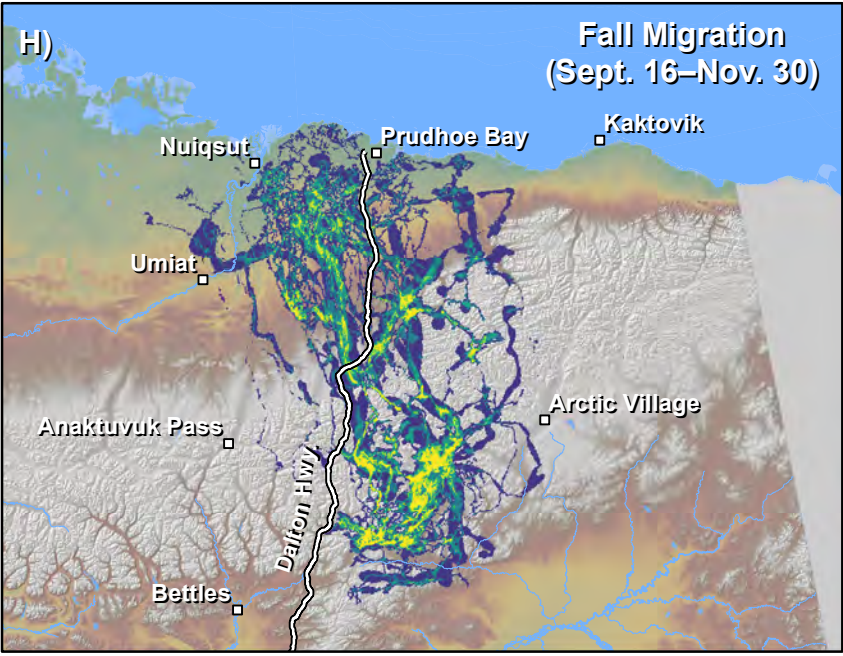 H)
Fall Migration
(Sept. 16–Nov. 30)
Kaktovik
Prudhoe Bay
Nuiqsut
Umiat
Arctic Village
Anaktuvuk Pass
Dalton Hwy.
Bettles